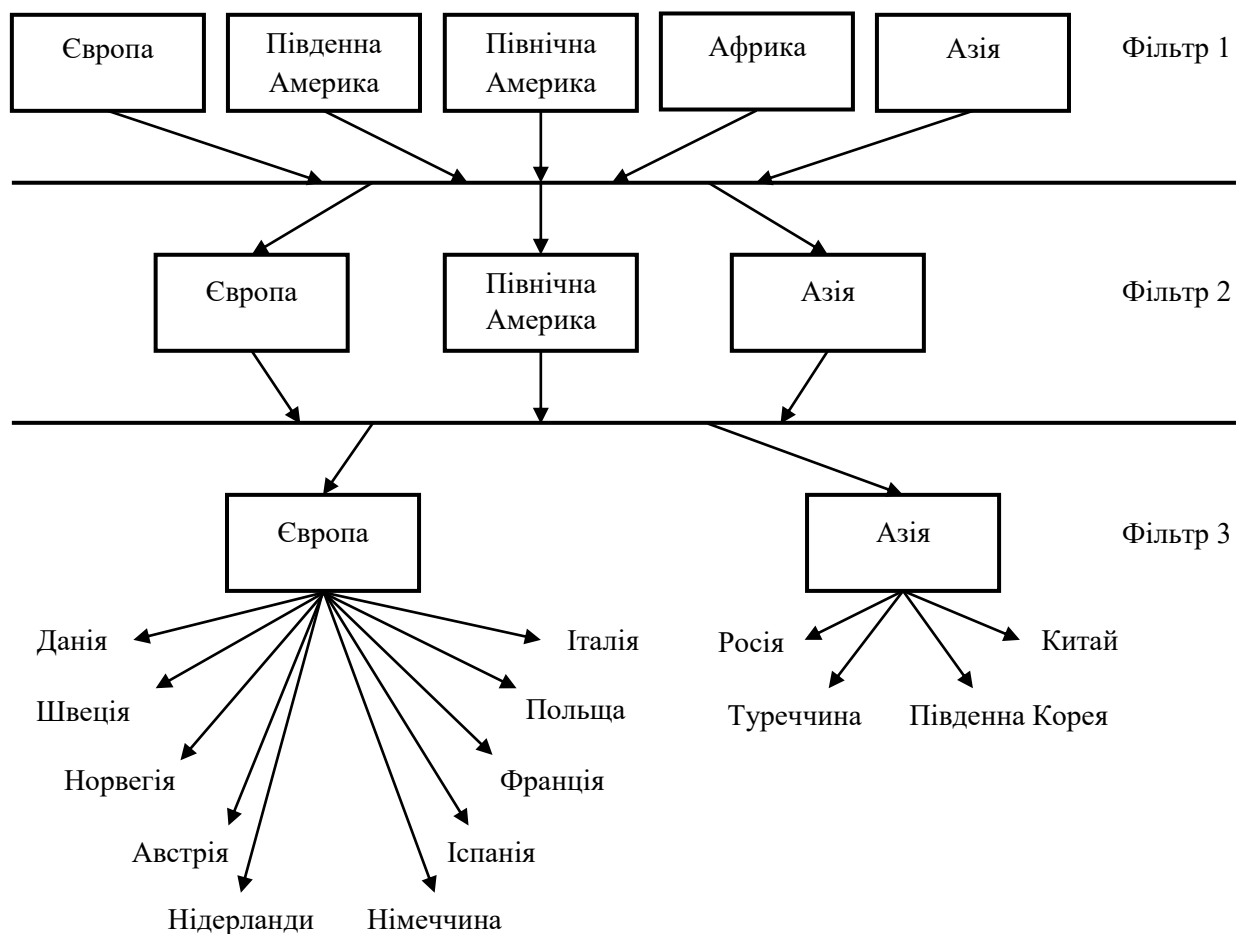 Європа
Південна
Америка
Північна
Америка
Африка
Азія
Фільтр 1
Європа
Північна
Америка
Азія
Фільтр 2
Європа
Азія
Фільтр 3
Данія
Італія
Росія
Китай
Швеція
Польща
Туреччина
Південна Корея
Норвегія
Франція
Австрія
Іспанія
Нідерланди
Німеччина